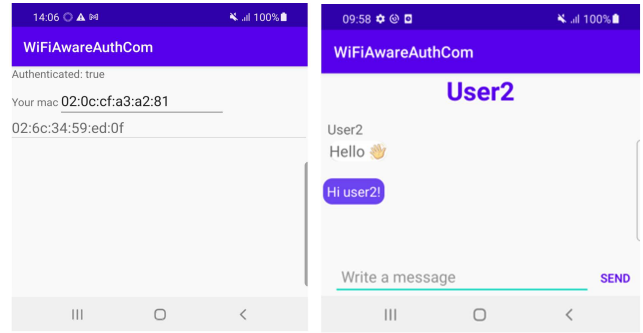 14:06 100%
WiFiAwareAuthCom
Authenticated: true
Your mac 02:0c:cf:a3:a2:81
02:6c:34:59:ed:0f
09:58 100%
WiFiAwareAuthCom
User2
User2
Hello 👋
Hi user2!
Write a message SEND